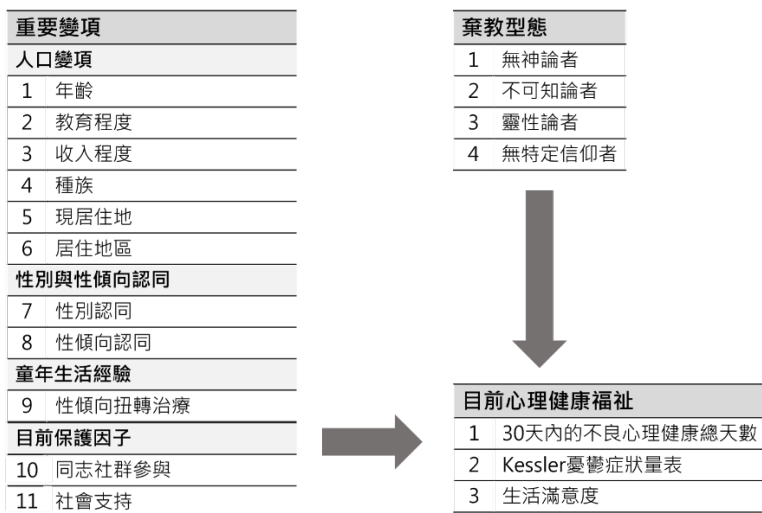 重要變項
人口變項
1 年齡
2 教育程度
3 收入程度
4 種族
5 現居住地
6 居住地區
性別與性傾向認同
7 性別認同
8 性傾向認同
童年生活經驗
9 性傾向扭轉治療
目前保護因子
10 同志社群參與
11 社會支持
棄教型態
1 無神論者
2 不可知論者
3 靈性論者
4 無特定信仰者
目前心理健康福祉
1 30天內的不良心理健康總天數
2 Kessler憂鬱症狀量表
3 生活滿意度